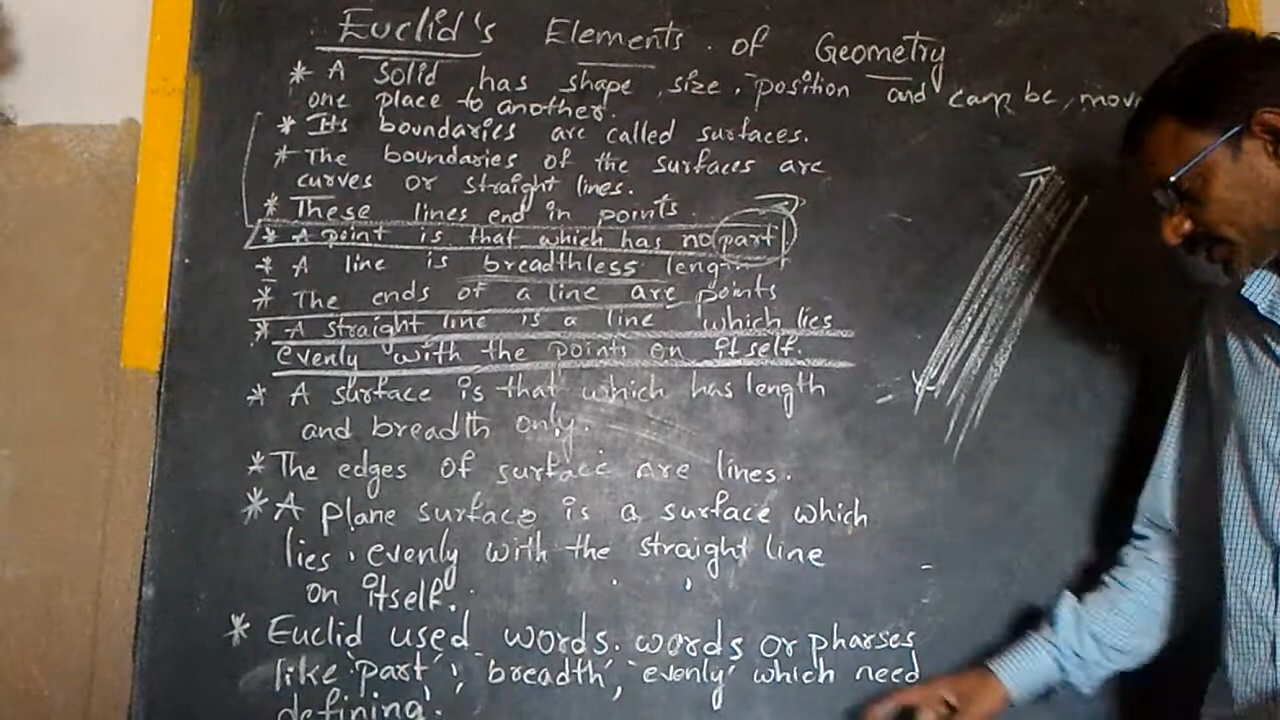 Euclid's Elements of Geometry
* A solid has shape, size, position and can be, mov
one place to another.
* Its boundaries are called surfaces.
* The boundaries of the surfaces are
curves or straight lines.
* These lines end in points.
* A point is that which has no part
* A line is breadthless leng
* The ends of a line are points
* A straight line is a line which lies
evenly with the points on itself.
* A surface is that which has length
and breadth only.
* The edges of surface are lines.
* A plane surface is a surface which
lies evenly with the straight line
on itself.
* Euclid used words. words or pharses
like 'part', 'breadth', 'evenly' which need
defining.